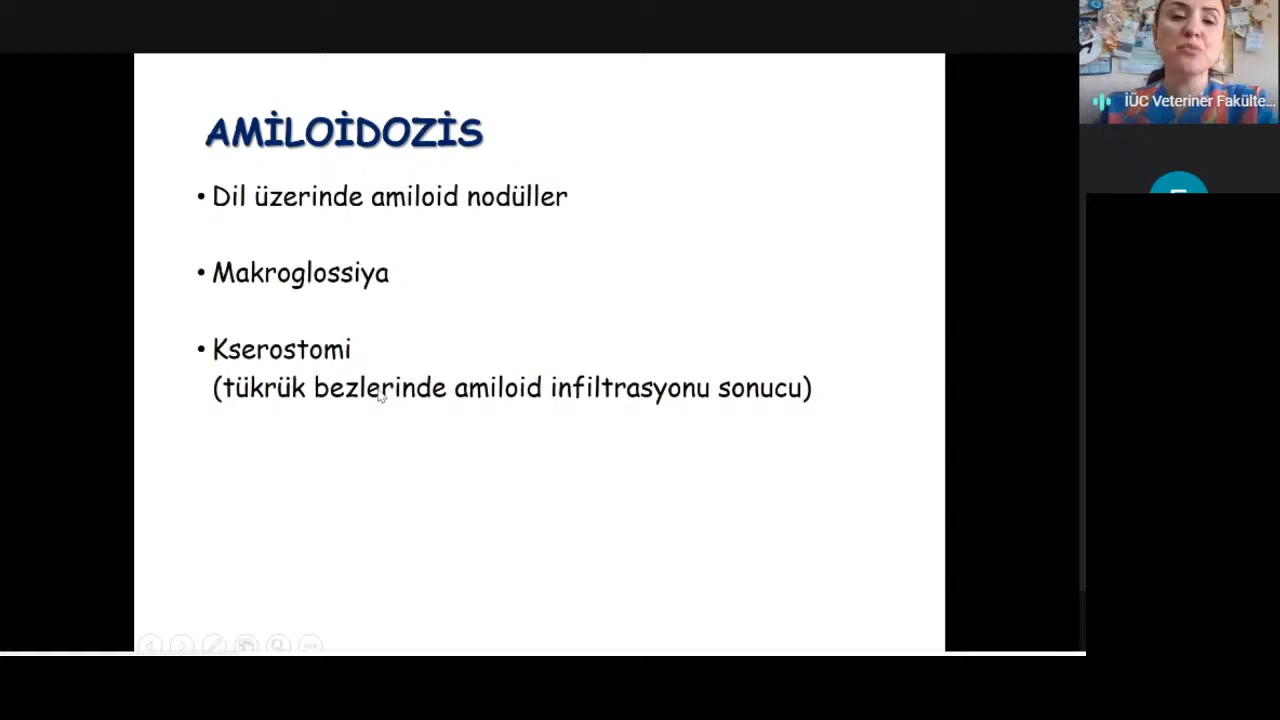 AMİLOİDOZİS
• Dil üzerinde amiloid nodüller
• Makroglossiya
• Kserostomi
(tükrük bezlerinde amiloid infiltrasyonu sonucu)
İÜC Veteriner Fakülte...